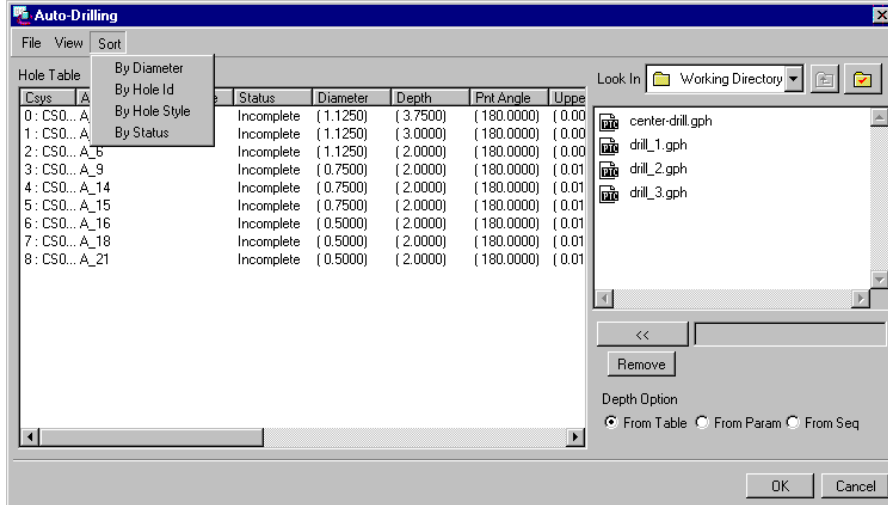 Auto-Drilling
File View Sort
By Diameter
By Hole Id
By Hole Style
By Status
Hole Table
Csys A Status Diameter Depth Pnt Angle Uppe
0 : CS0... Incomplete ( 1.1250) ( 3.7500) ( 180.0000) ( 0.00
1 : CS0... Incomplete ( 1.1250) ( 3.0000) ( 180.0000) ( 0.00
2 : CS0... A_6 Incomplete ( 1.1250) ( 2.0000) ( 180.0000) ( 0.00
3 : CS0... A_9 Incomplete ( 0.7500) ( 2.0000) ( 180.0000) ( 0.01
4 : CS0... A_14 Incomplete ( 0.7500) ( 2.0000) ( 180.0000) ( 0.01
5 : CS0... A_15 Incomplete ( 0.7500) ( 2.0000) ( 180.0000) ( 0.01
6 : CS0... A_16 Incomplete ( 0.5000) ( 2.0000) ( 180.0000) ( 0.01
7 : CS0... A_18 Incomplete ( 0.5000) ( 2.0000) ( 180.0000) ( 0.01
8 : CS0... A_21 Incomplete ( 0.5000) ( 2.0000) ( 180.0000) ( 0.01
Look In Working Directory
PTC center-drill.gph
PTC drill_1.gph
PTC drill_2.gph
PTC drill_3.gph
<<
Remove
Depth Option
From Table From Param From Seq
OK Cancel